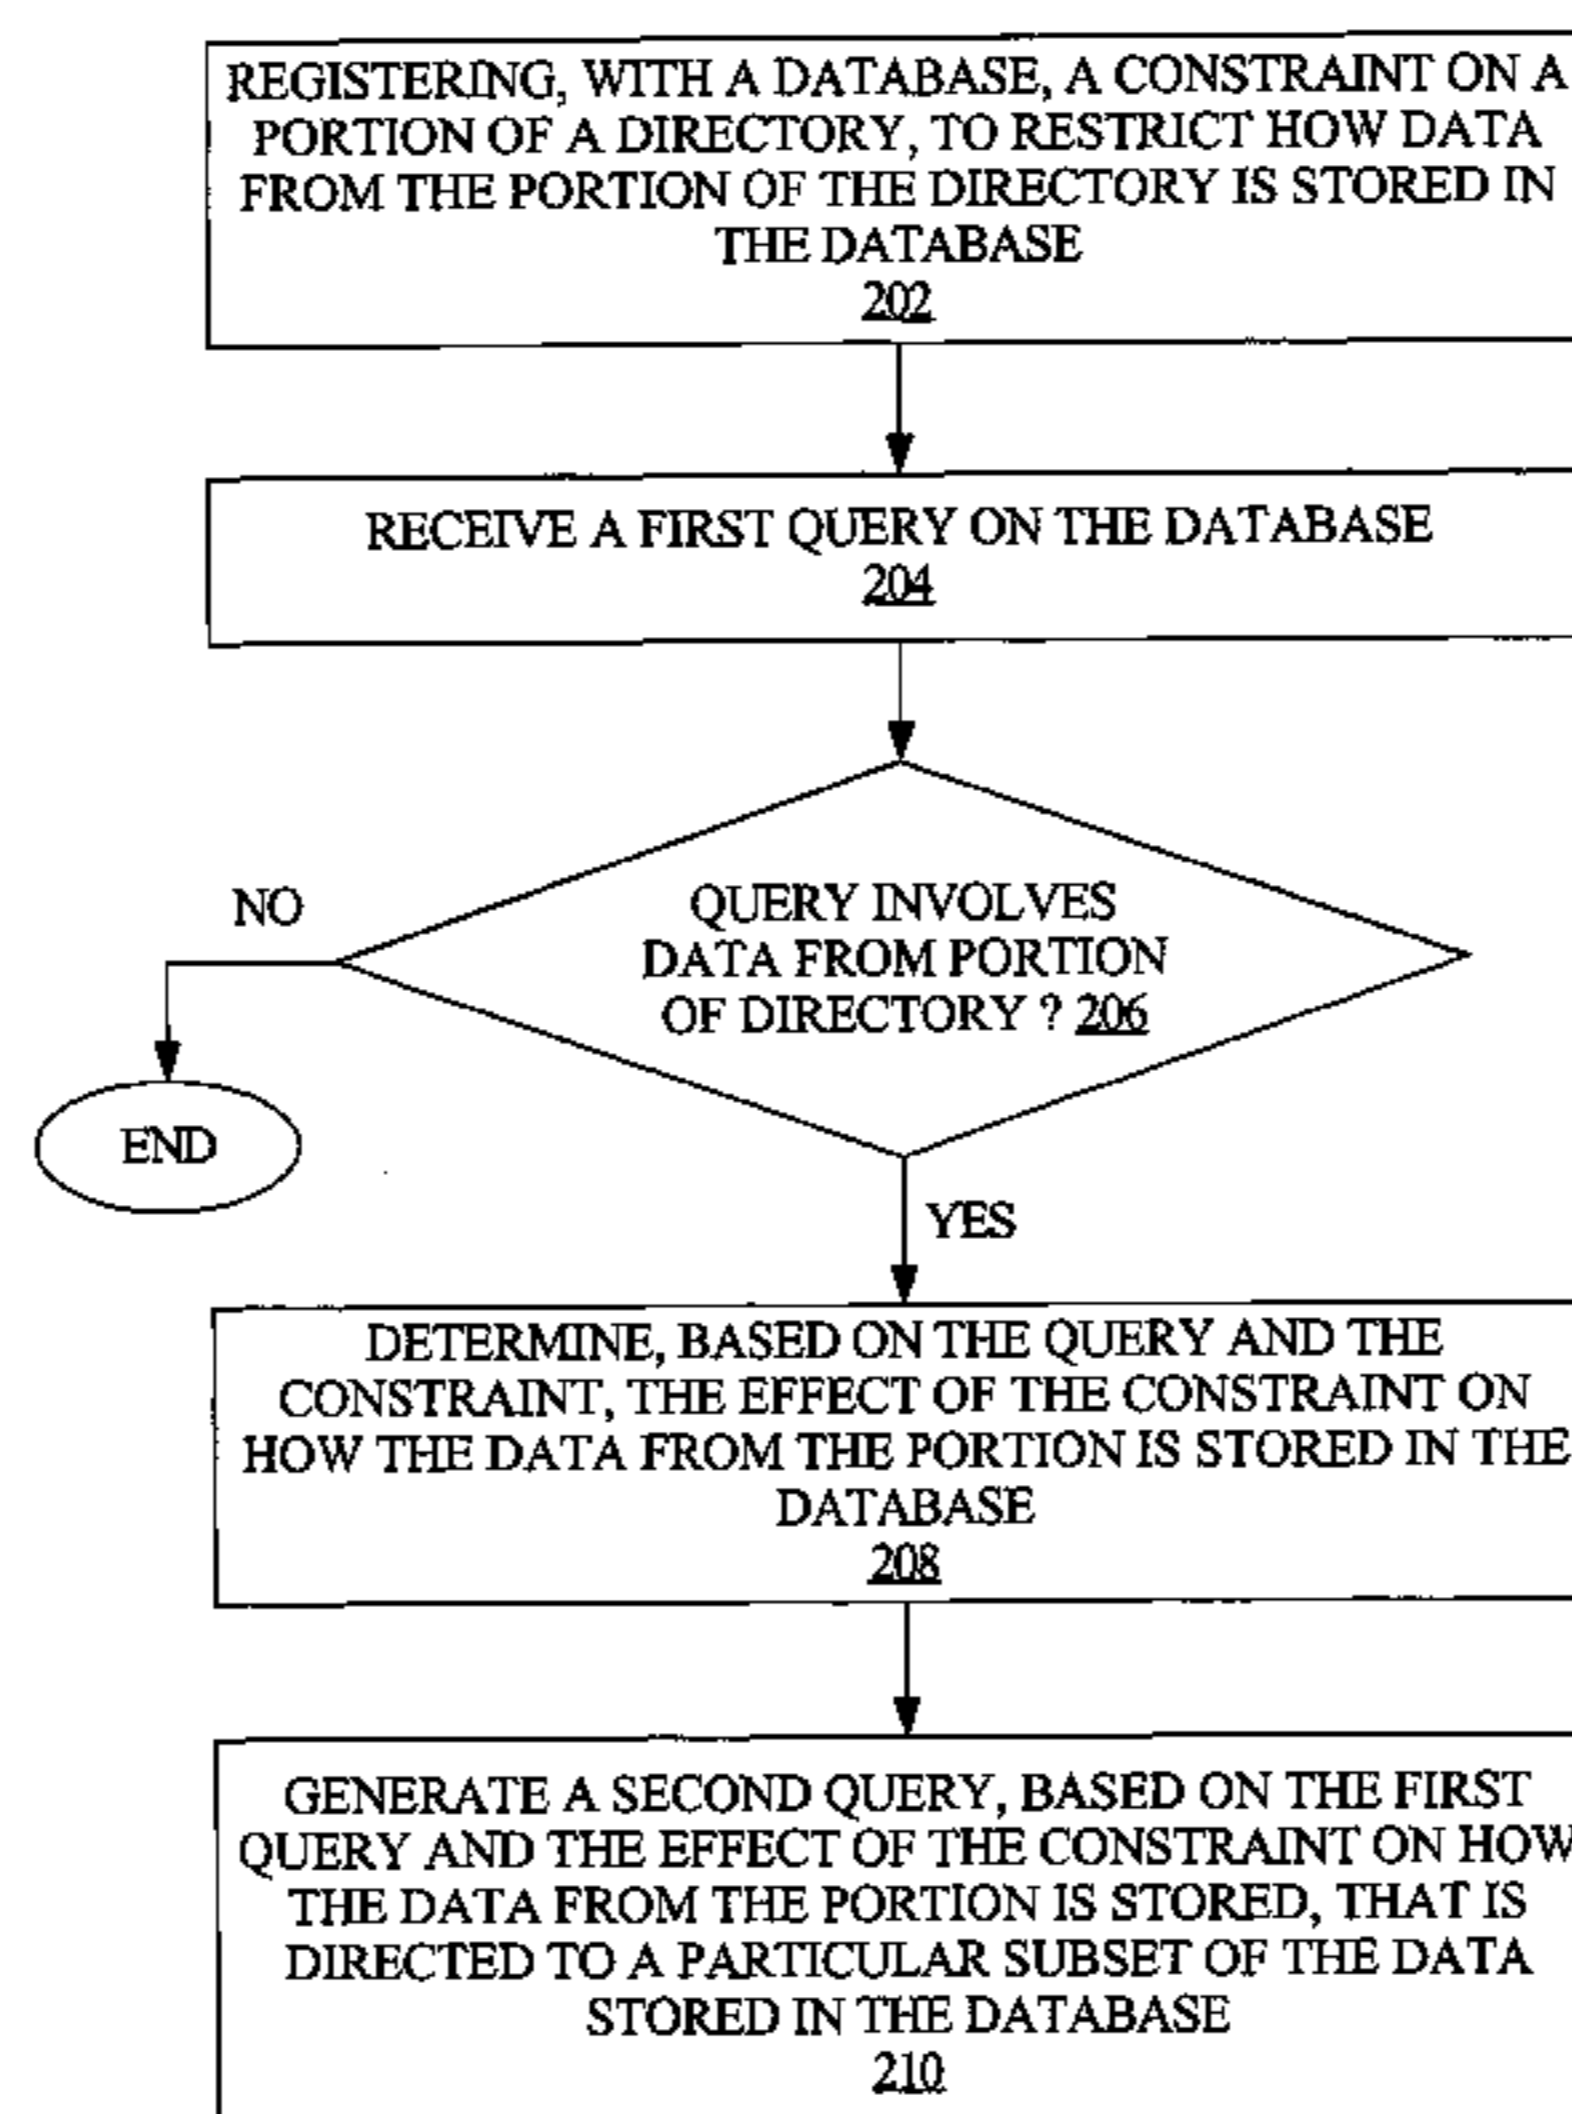 REGISTERING, WITH A DATABASE, A CONSTRAINT ON A
PORTION OF A DIRECTORY, TO RESTRICT HOW DATA
FROM THE PORTION OF THE DIRECTORY IS STORED IN
THE DATABASE
202
RECEIVE A FIRST QUERY ON THE DATABASE
204
NO
QUERY INVOLVES
DATA FROM PORTION
OF DIRECTORY ? 206
END
YES
DETERMINE, BASED ON THE QUERY AND THE
CONSTRAINT, THE EFFECT OF THE CONSTRAINT ON
HOW THE DATA FROM THE PORTION IS STORED IN THE
DATABASE
208
GENERATE A SECOND QUERY, BASED ON THE FIRST
QUERY AND THE EFFECT OF THE CONSTRAINT ON HOW
THE DATA FROM THE PORTION IS STORED, THAT IS
DIRECTED TO A PARTICULAR SUBSET OF THE DATA
STORED IN THE DATABASE
210